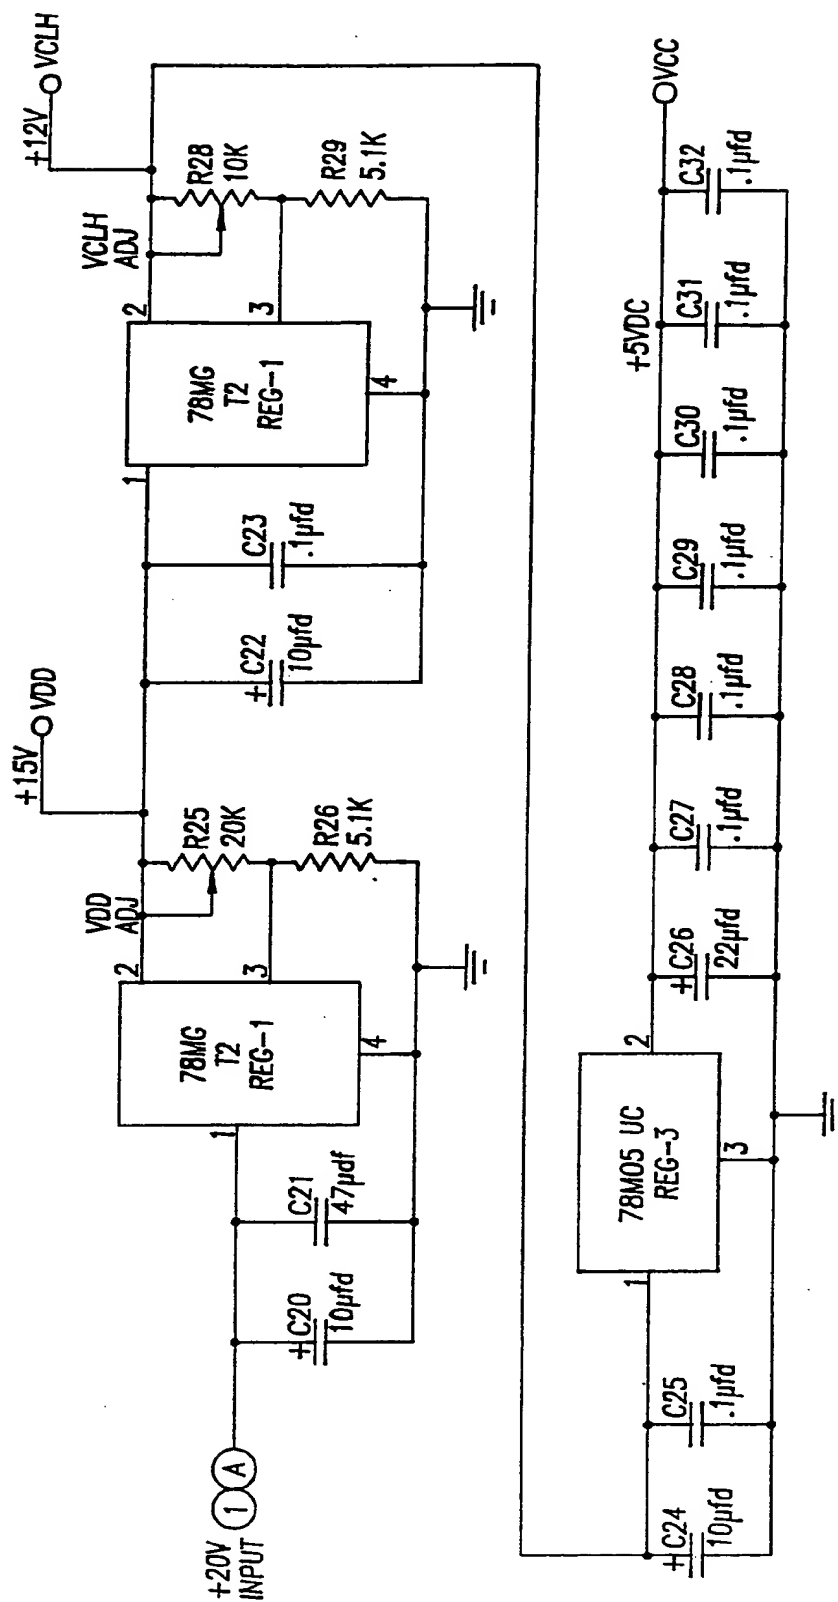 +20V
INPUT
1
A
+
C20
10µfd
C21
47µdf
1
78MG
T2
REG-1
2
3
4
VDD
ADJ
R25
20K
R26
5.1K
+15V
VDD
+
C22
10µfd
C23
.1µfd
1
78MG
T2
REG-1
2
3
4
VCLH
ADJ
R28
10K
R29
5.1K
+12V
VCLH
+
C24
10µfd
C25
.1µfd
1
78M05 UC
REG-3
2
3
+
C26
22µfd
C27
.1µfd
C28
.1µfd
C29
.1µfd
C30
.1µfd
+5VDC
C31
.1µfd
C32
.1µfd
VCC